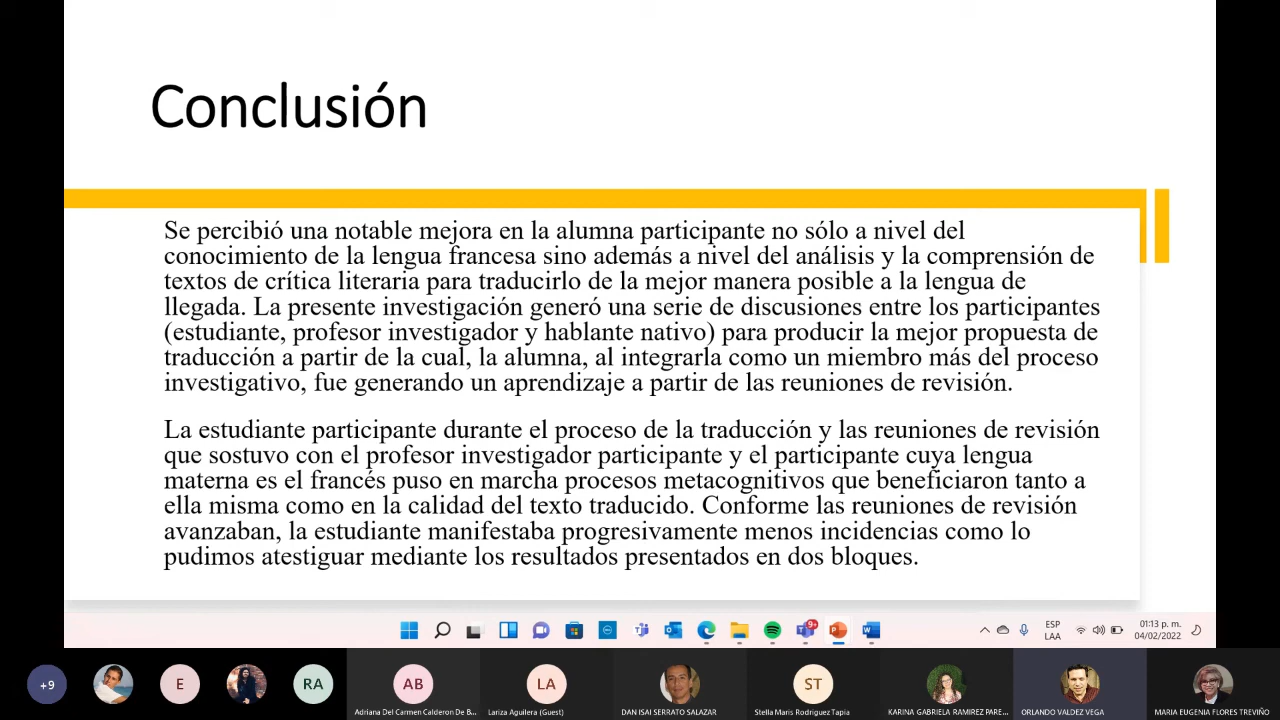 Conclusión
Se percibió una notable mejora en la alumna participante no sólo a nivel del
conocimiento de la lengua francesa sino además a nivel del análisis y la comprensión de
textos de crítica literaria para traducirlo de la mejor manera posible a la lengua de
llegada. La presente investigación generó una serie de discusiones entre los participantes
(estudiante, profesor investigador y hablante nativo) para producir la mejor propuesta de
traducción a partir de la cual, la alumna, al integrarla como un miembro más del proceso
investigativo, fue generando un aprendizaje a partir de las reuniones de revisión.
La estudiante participante durante el proceso de la traducción y las reuniones de revisión
que sostuvo con el profesor investigador participante y el participante cuya lengua
materna es el francés puso en marcha procesos metacognitivos que beneficiaron tanto a
ella misma como en la calidad del texto traducido. Conforme las reuniones de revisión
avanzaban, la estudiante manifestaba progresivamente menos incidencias como lo
pudimos atestiguar mediante los resultados presentados en dos bloques.
9+
ESP
LAA
01:13 p. m.
04/02/2022
+9
E
RA
AB
LA
ST
Adriana Del Carmen Calderon De B...
Lariza Aguilera (Guest)
DAN ISAI SERRATO SALAZAR
Stella Maris Rodriguez Tapia
KARINA GABRIELA RAMIREZ PARE...
ORLANDO VALDEZ VEGA
MARIA EUGENIA FLORES TREVIÑO